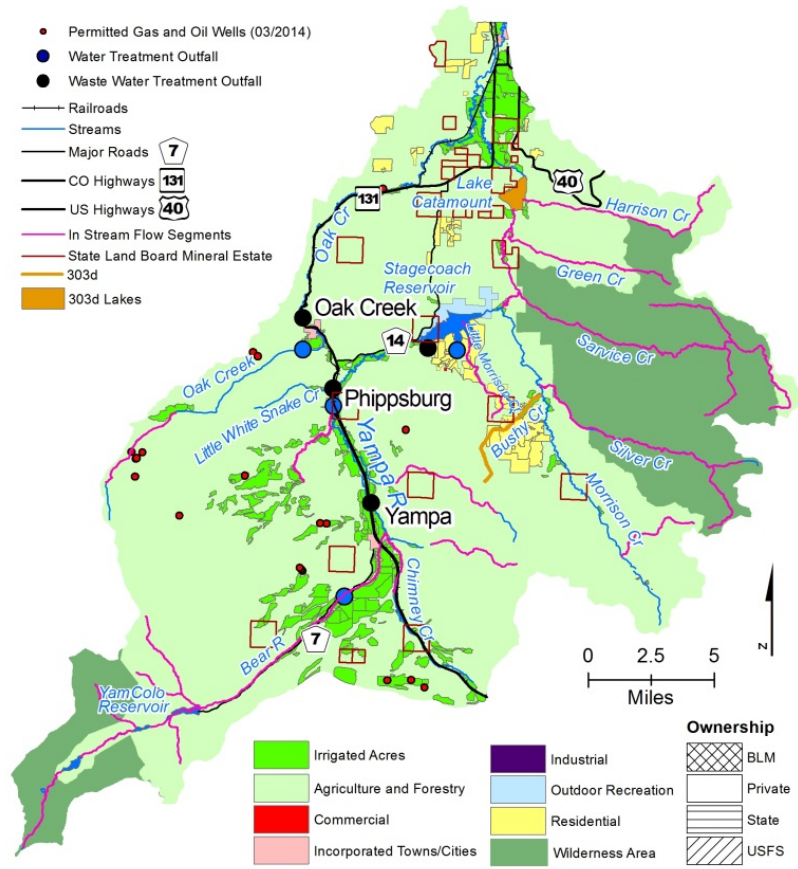 Permitted Gas and Oil Wells (03/2014)
Water Treatment Outfall
Waste Water Treatment Outfall
Railroads
Streams
Major Roads 7
CO Highways 131
US Highways 40
In Stream Flow Segments
State Land Board Mineral Estate
303d
303d Lakes
131
40
Lake
Catamount
Harrison Cr
Oak Cr
Green Cr
Stagecoach
Reservoir
Oak Creek
14
Sarvice Cr
Little Morrison Cr
Oak Creek
Phippsburg
Little White Snake Cr
Bushy Cr
Yampa R
Silver Cr
Morrison Cr
Yampa
Chimney Cr
7
Bear R
YamColo
Reservoir
N
0 2.5 5
Miles
Irrigated Acres
Agriculture and Forestry
Commercial
Incorporated Towns/Cities
Industrial
Outdoor Recreation
Residential
Wilderness Area
Ownership
BLM
Private
State
USFS